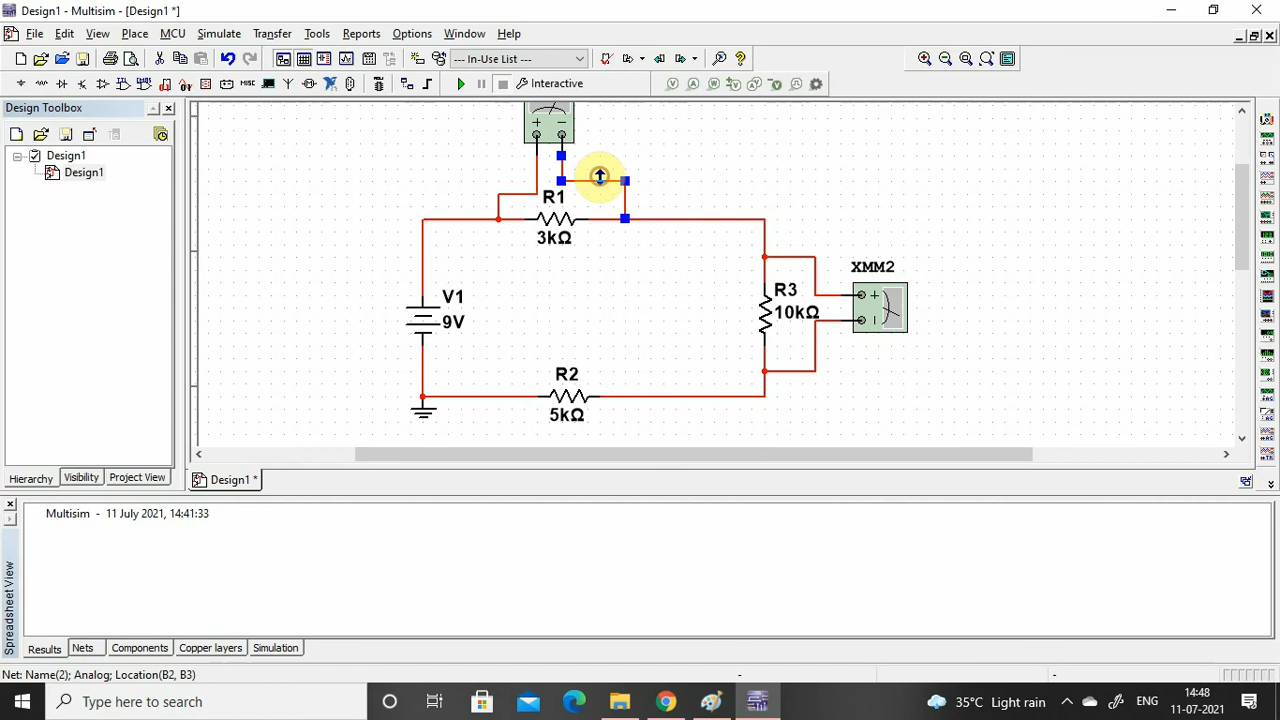 Design1 - Multisim - [Design1 *]
File Edit View Place MCU Simulate Transfer Tools Reports Options Window Help
--- In-Use List ---
MISC
Interactive
V A W V A V
Design Toolbox
Design1
Design1
Hierarchy Visibility Project View
+ −
R1
3kΩ
V1
9V
R2
5kΩ
R3
10kΩ
XMM2
+
Design1 *
Multisim - 11 July 2021, 14:41:33
Spreadsheet View
Results Nets Components Copper layers Simulation
Net: Name(2); Analog; Location(B2, B3)
- - -
Type here to search
35°C Light rain
ENG
14:48
11-07-2021